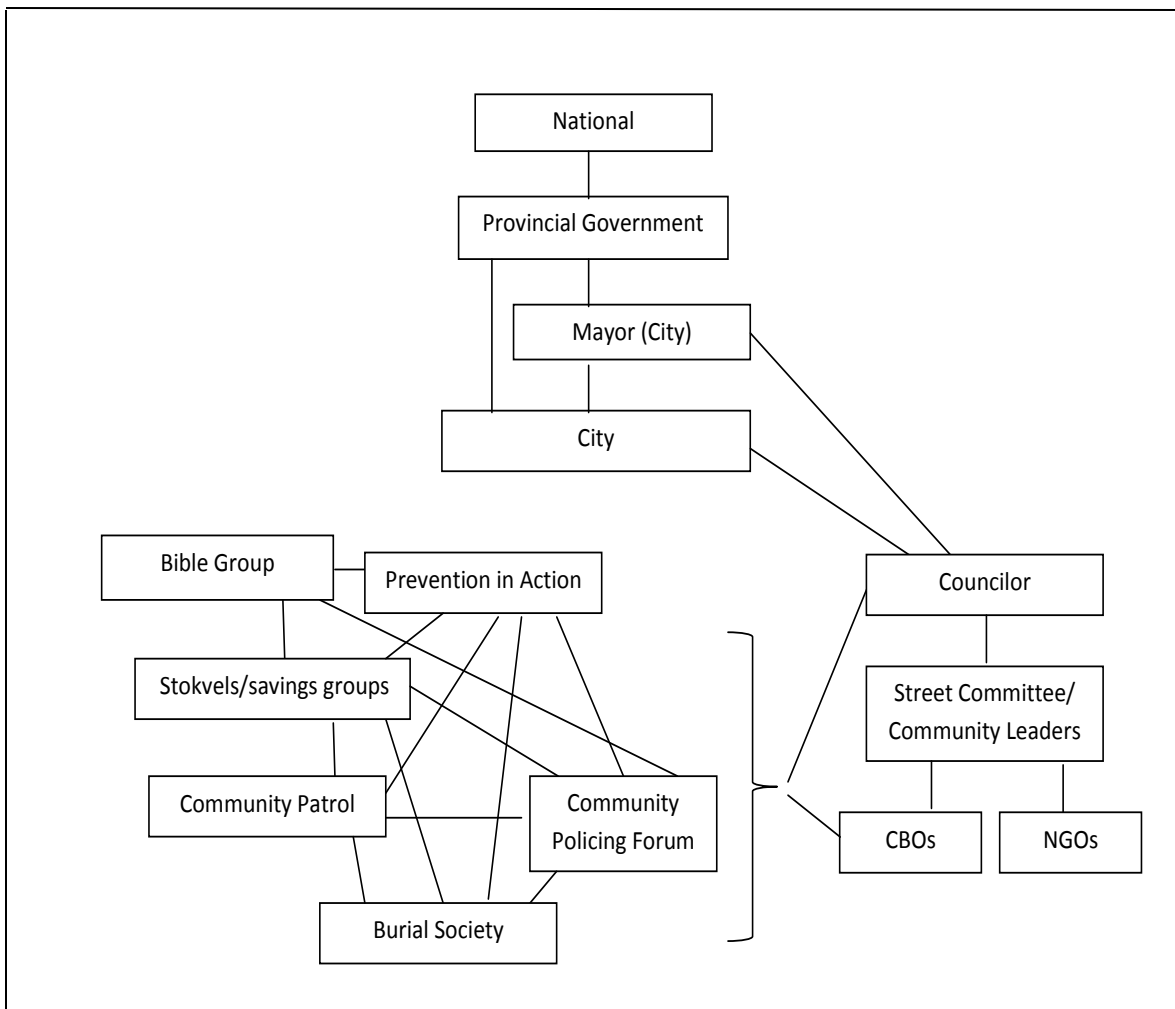 National
Provincial Government
Mayor (City)
City
Bible Group
Prevention in Action
Councilor
Stokvels/savings groups
Street Committee/
Community Leaders
Community Patrol
Community
Policing Forum
CBOs
NGOs
Burial Society